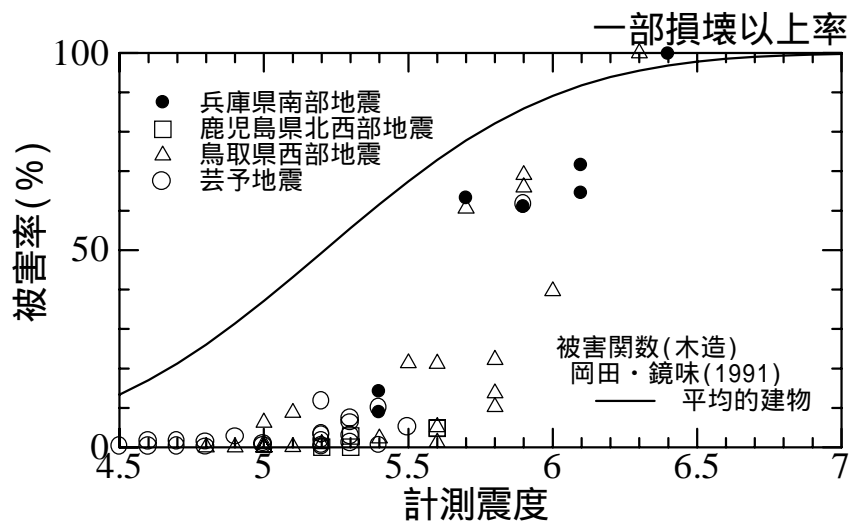 一部損壊以上率
100
50
0
被害率(%)
兵庫県南部地震
鹿児島県北西部地震
鳥取県西部地震
芸予地震
被害関数(木造)
岡田・鏡味(1991)
平均的建物
4.5 5 5.5 6 6.5 7
計測震度